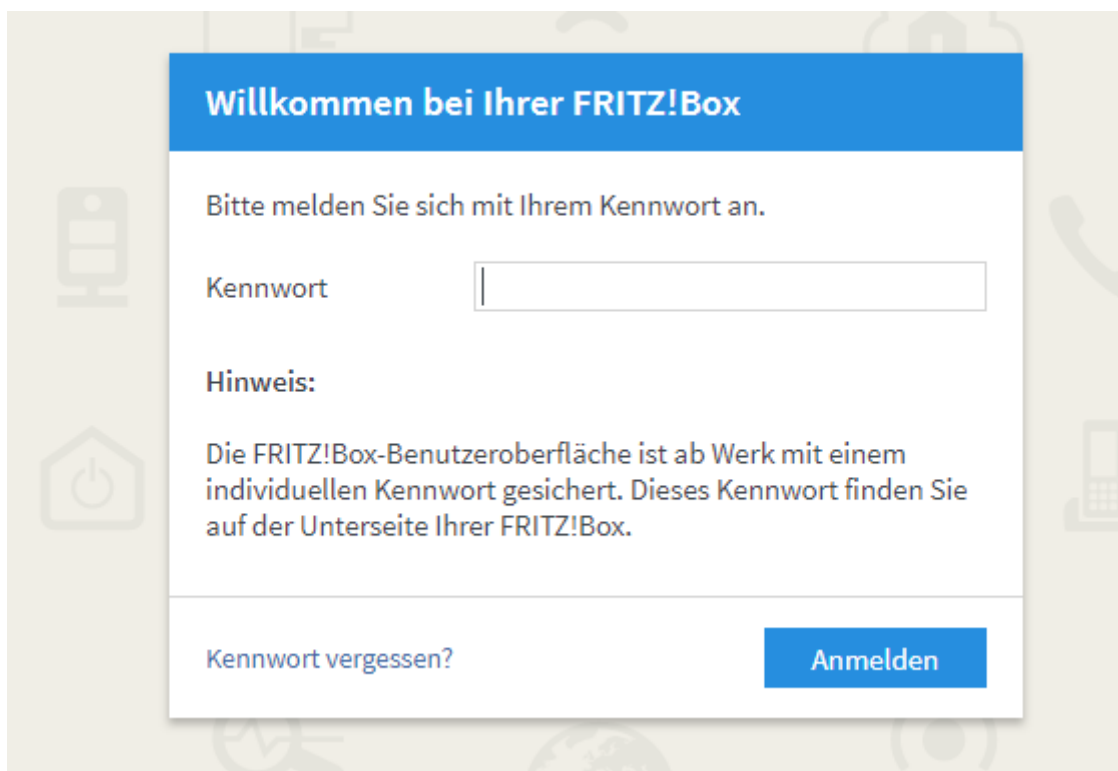 Willkommen bei Ihrer FRITZ!Box
Bitte melden Sie sich mit Ihrem Kennwort an.
Kennwort
Hinweis:
Die FRITZ!Box-Benutzeroberfläche ist ab Werk mit einem
individuellen Kennwort gesichert. Dieses Kennwort finden Sie
auf der Unterseite Ihrer FRITZ!Box.
Kennwort vergessen?
Anmelden